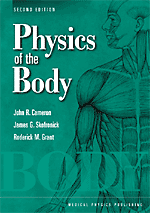 SECOND EDITION
Physics
of the
Body
John R. Cameron
James G. Skofronick
Roderick M. Grant
BODY
MEDICAL PHYSICS PUBLISHING